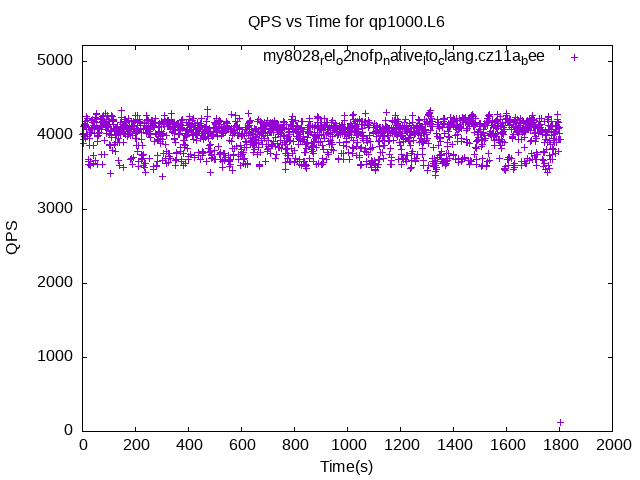 QPS vs Time for qp1000.L6
my8028relo2nofpnativeltoclang.cz11abee
5000
4000
3000
2000
1000
0
QPS
0 200 400 600 800 1000 1200 1400 1600 1800 2000
Time(s)